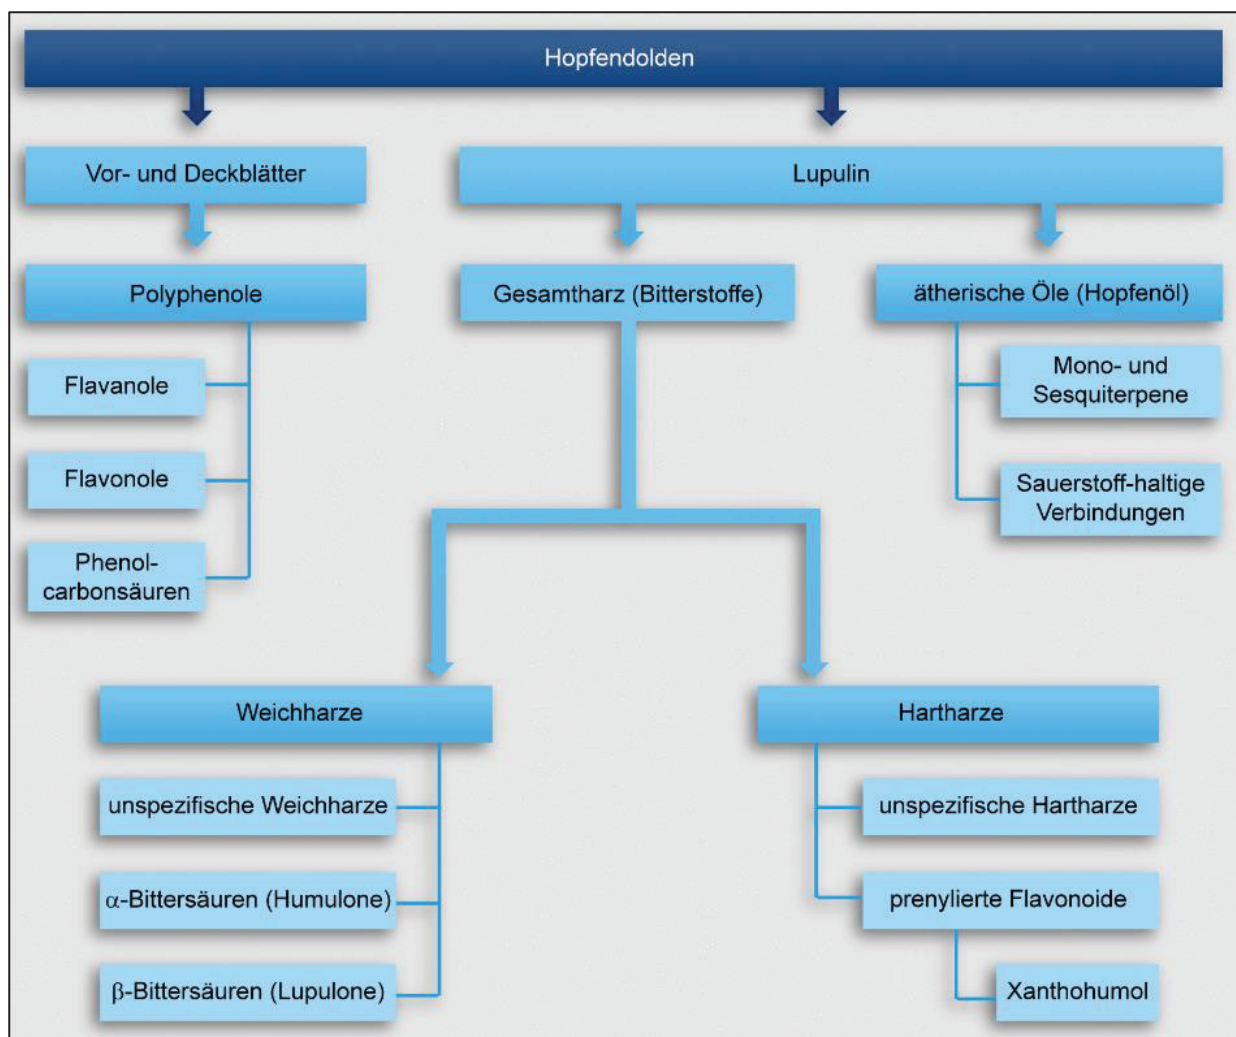 Hopfendolden
Vor- und Deckblätter
Lupulin
Polyphenole
Gesamtharz (Bitterstoffe)
ätherische Öle (Hopfenöl)
Flavanole
Flavonole
Phenol-
carbonsäuren
Mono- und
Sesquiterpene
Sauerstoff-haltige
Verbindungen
Weichharze
Hartharze
unspezifische Weichharze
α-Bittersäuren (Humulone)
β-Bittersäuren (Lupulone)
unspezifische Hartharze
prenylierte Flavonoide
Xanthohumol